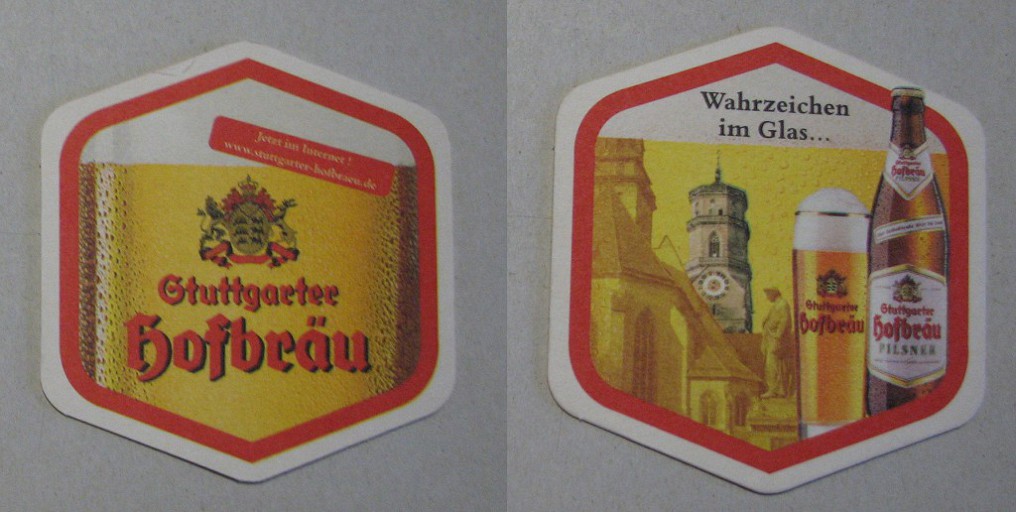 Jetzt im Internet !
www.stuttgarter-hofbraeu.de
Stuttgarter
Hofbräu
Wahrzeichen
im Glas...
Stuttgarter
Hofbräu
Stuttgarter
Hofbräu
PILSNER
Stuttgarter
Hofbräu
PILSNER